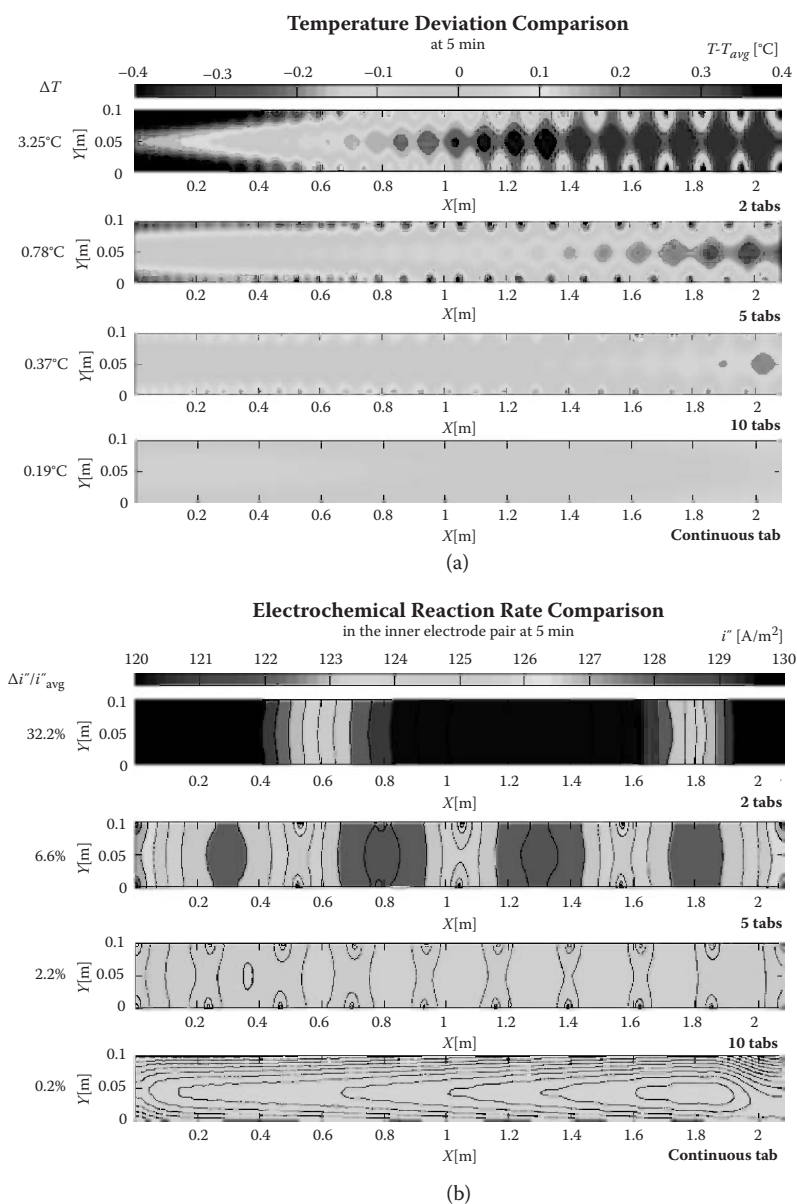 Temperature Deviation Comparison
at 5 min
T-Tavg [°C]
−0.4 −0.3 −0.2 −0.1 0 0.1 0.2 0.3 0.4
ΔT
3.25°C
Y[m]
0.1
0.05
0
0.2 0.4 0.6 0.8 1 1.2 1.4 1.6 1.8 2
X[m]
2 tabs
0.78°C
Y[m]
0.1
0.05
0
0.2 0.4 0.6 0.8 1 1.2 1.4 1.6 1.8 2
X[m]
5 tabs
0.37°C
Y[m]
0.1
0.05
0
0.2 0.4 0.6 0.8 1 1.2 1.4 1.6 1.8 2
X[m]
10 tabs
0.19°C
Y[m]
0.1
0.05
0
0.2 0.4 0.6 0.8 1 1.2 1.4 1.6 1.8 2
X[m]
Continuous tab
(a)
Electrochemical Reaction Rate Comparison
in the inner electrode pair at 5 min
i″ [A/m²]
120 121 122 123 124 125 126 127 128 129 130
Δi″/i″avg
32.2%
Y[m]
0.1
0.05
0
0.2 0.4 0.6 0.8 1 1.2 1.4 1.6 1.8 2
X[m]
2 tabs
6.6%
Y[m]
0.1
0.05
0
0.2 0.4 0.6 0.8 1 1.2 1.4 1.6 1.8 2
X[m]
5 tabs
2.2%
Y[m]
0.1
0.05
0
0.2 0.4 0.6 0.8 1 1.2 1.4 1.6 1.8 2
X[m]
10 tabs
0.2%
Y[m]
0.1
0.05
0
0.2 0.4 0.6 0.8 1 1.2 1.4 1.6 1.8 2
X[m]
Continuous tab
(b)